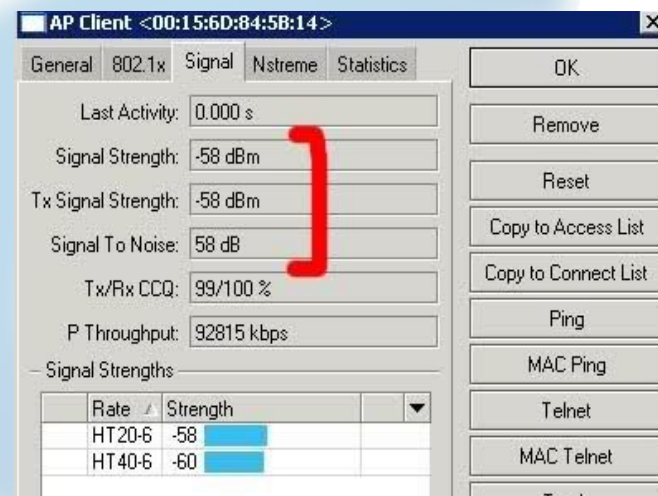 AP Client <00:15:6D:84:5B:14>
General 802.1x Signal Nstreme Statistics
Last Activity: 0.000 s
Signal Strength: -58 dBm
Tx Signal Strength: -58 dBm
Signal To Noise: 58 dB
Tx/Rx CCQ: 99/100 %
P Throughput: 92815 kbps
Signal Strengths
Rate Strength
HT20-6 -58
HT40-6 -60
OK
Remove
Reset
Copy to Access List
Copy to Connect List
Ping
MAC Ping
Telnet
MAC Telnet